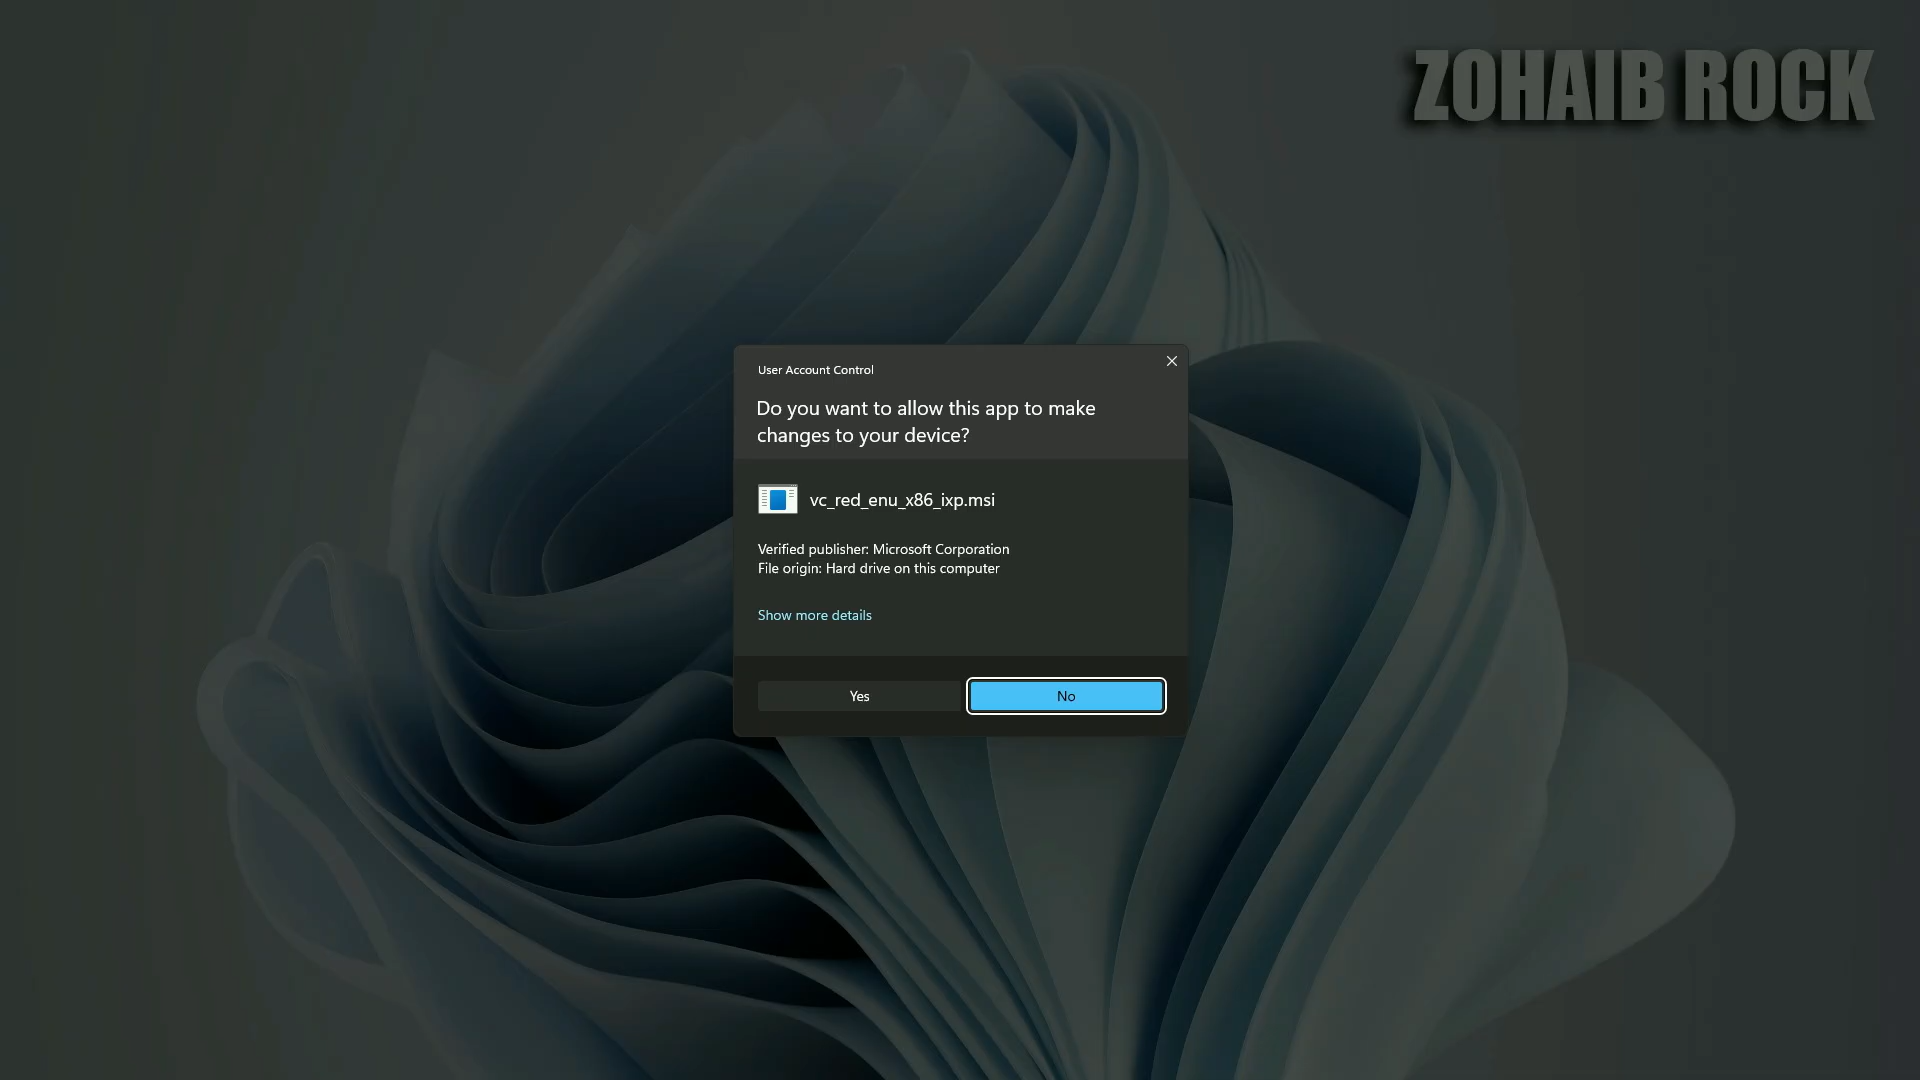 ZOHAIB ROCK
User Account Control
Do you want to allow this app to make
changes to your device?
vc_red_enu_x86_ixp.msi
Verified publisher: Microsoft Corporation
File origin: Hard drive on this computer
Show more details
Yes
No